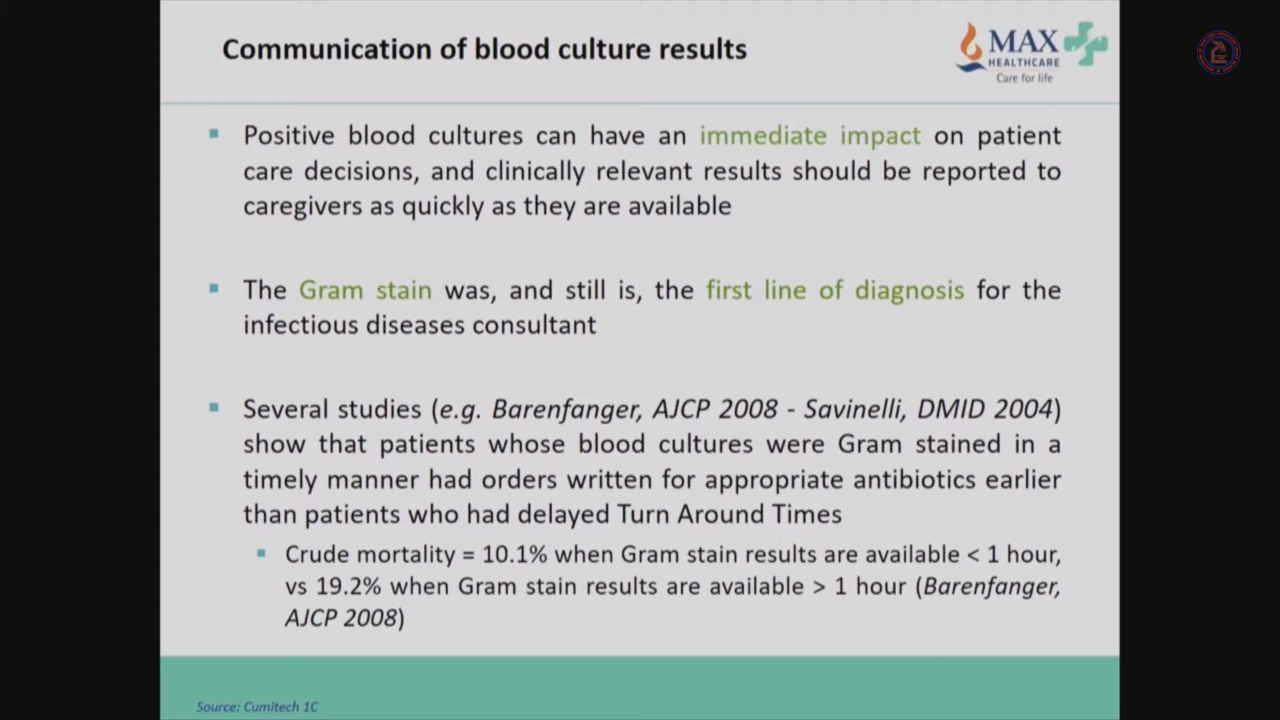 Communication of blood culture results
MAX
HEALTHCARE
Care for life
▪ Positive blood cultures can have an immediate impact on patient
care decisions, and clinically relevant results should be reported to
caregivers as quickly as they are available
▪ The Gram stain was, and still is, the first line of diagnosis for the
infectious diseases consultant
▪ Several studies (e.g. Barenfanger, AJCP 2008 - Savinelli, DMID 2004)
show that patients whose blood cultures were Gram stained in a
timely manner had orders written for appropriate antibiotics earlier
than patients who had delayed Turn Around Times
▪ Crude mortality = 10.1% when Gram stain results are available < 1 hour,
vs 19.2% when Gram stain results are available > 1 hour (Barenfanger,
AJCP 2008)
Source: Cumitech 1C